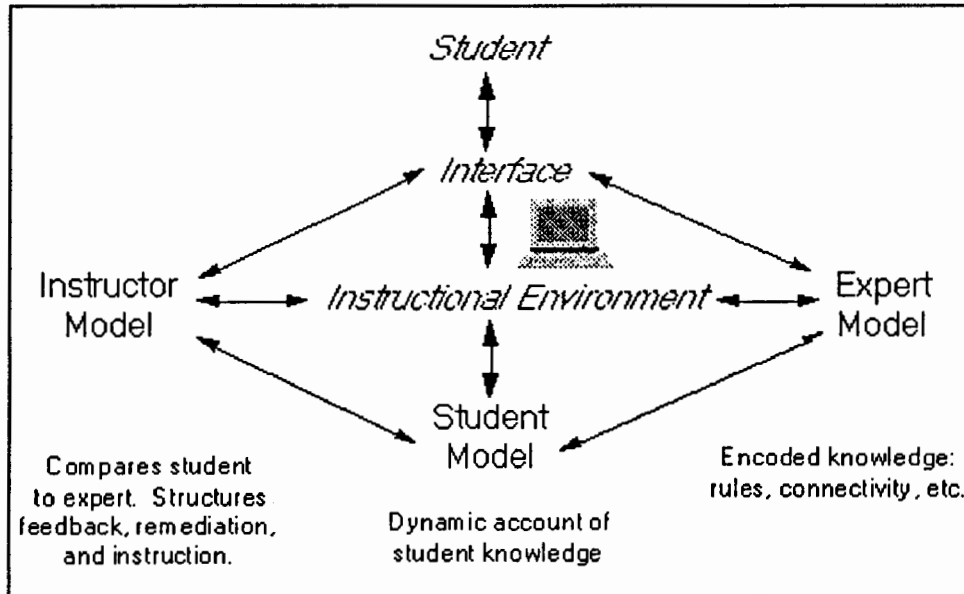 Student
Interface
Instructor
Model
Instructional Environment
Expert
Model
Student
Model
Compares student
to expert. Structures
feedback, remediation,
and instruction.
Dynamic account of
student knowledge
Encoded knowledge:
rules, connectivity, etc.